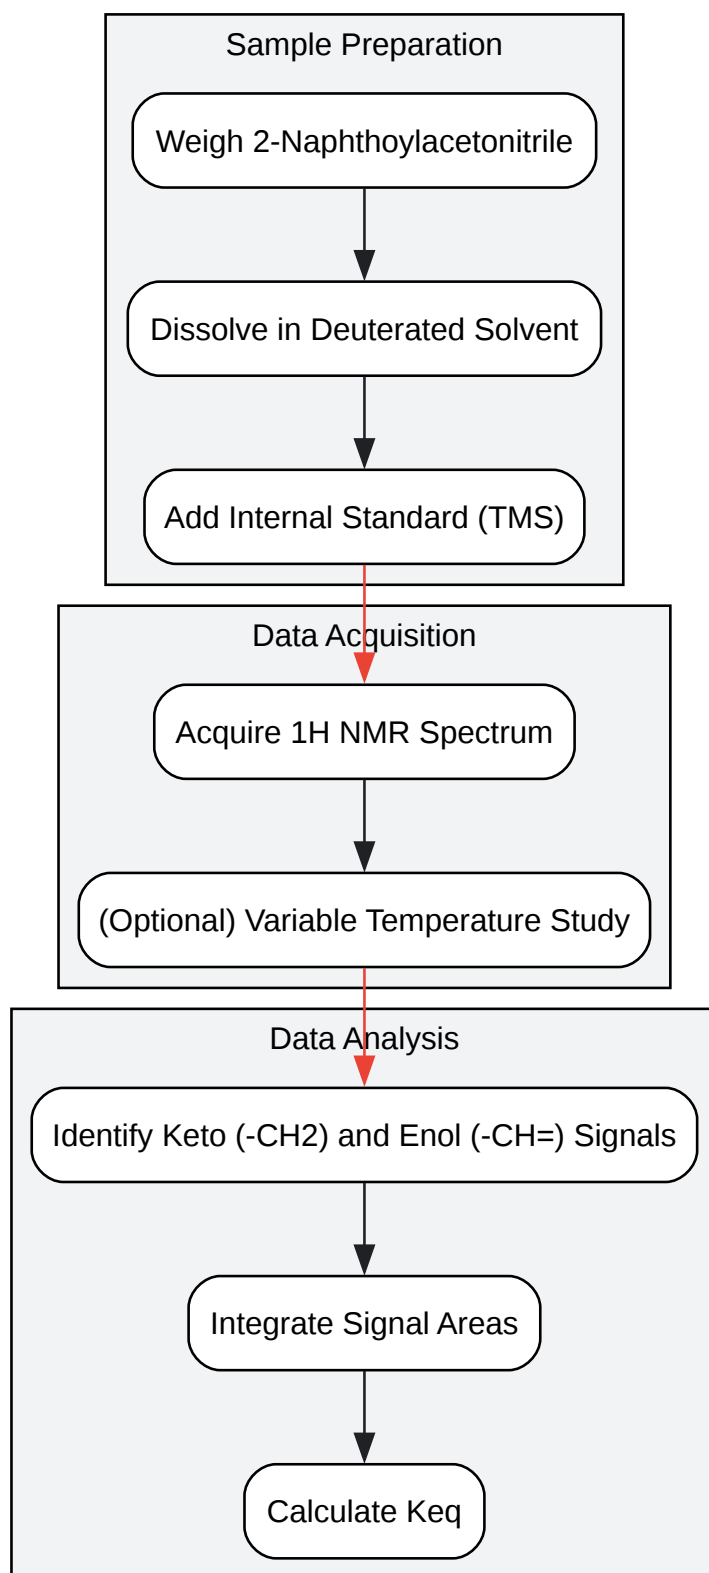 Sample Preparation
Weigh 2-Naphthoylacetonitrile
Dissolve in Deuterated Solvent
Add Internal Standard (TMS)
Data Acquisition
Acquire 1H NMR Spectrum
(Optional) Variable Temperature Study
Data Analysis
Identify Keto (-CH2) and Enol (-CH=) Signals
Integrate Signal Areas
Calculate Keq